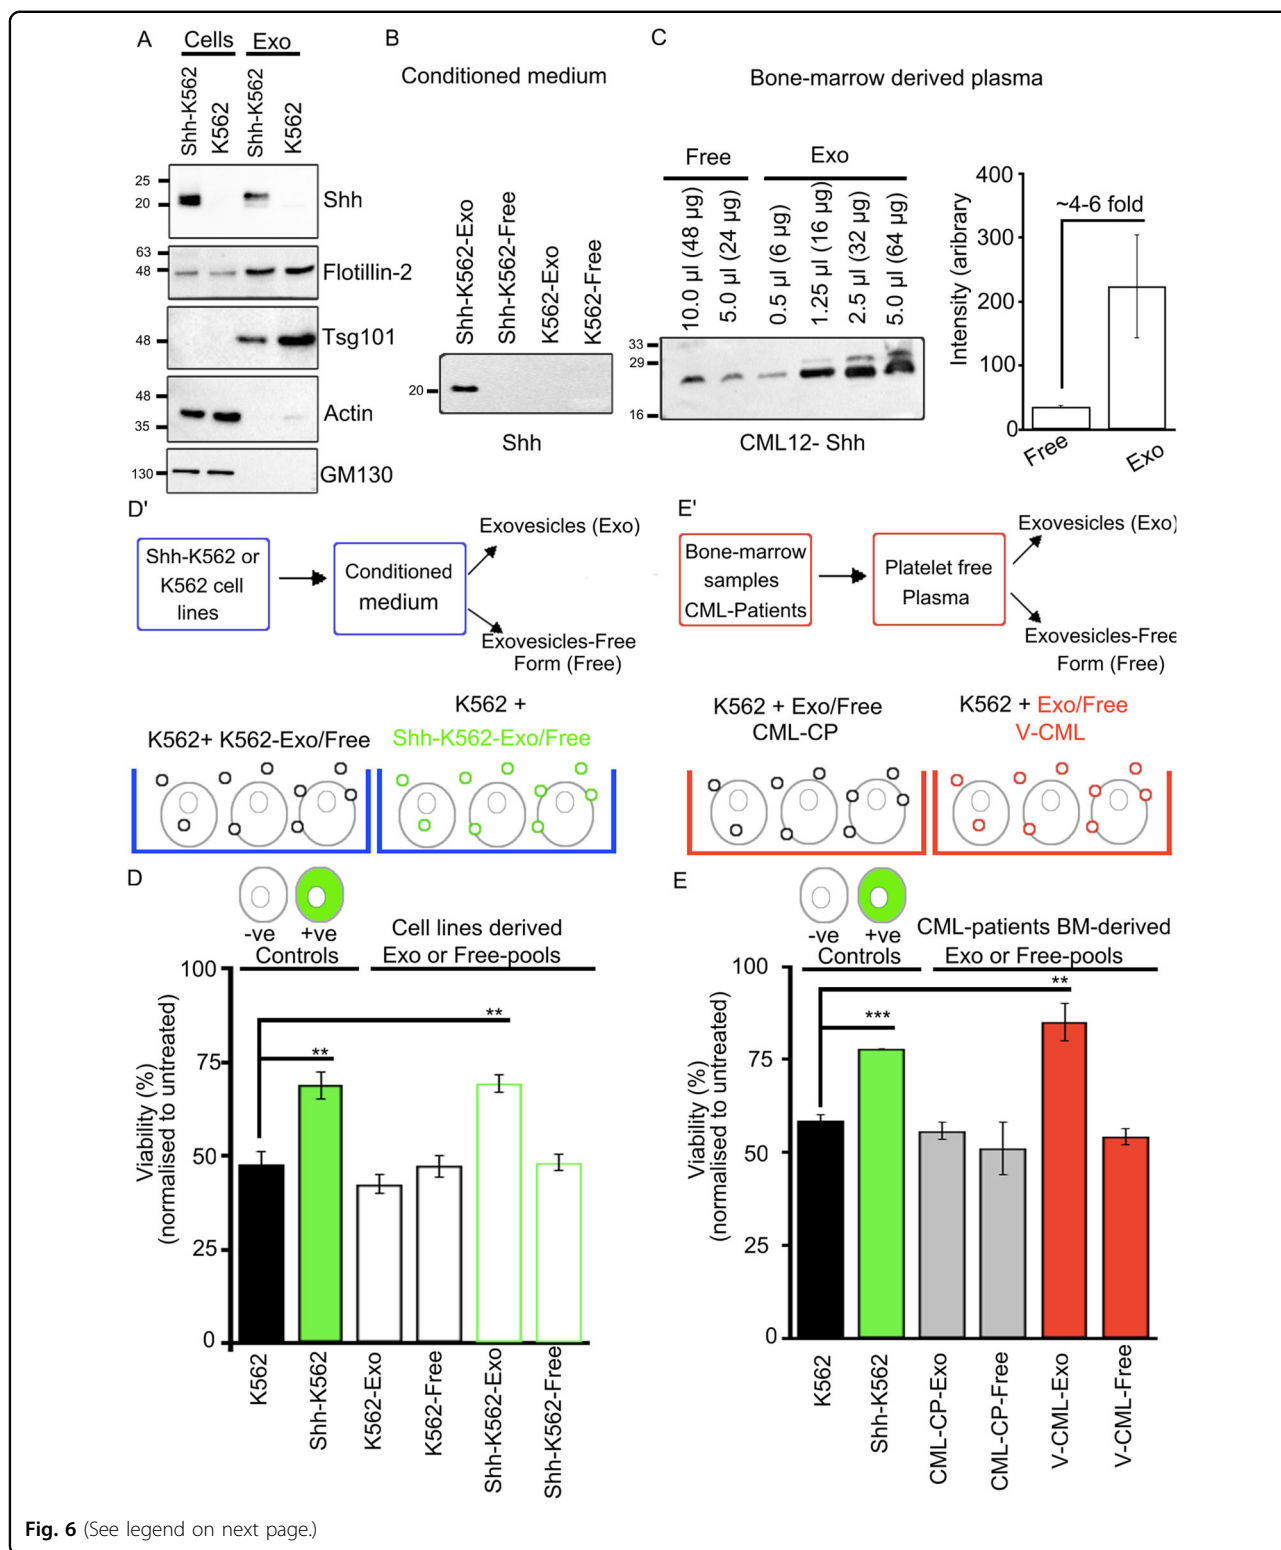 A
Cells
Exo
Shh-K562
K562
Shh-K562
K562
25
20
Shh
63
48
Flotillin-2
48
Tsg101
48
35
Actin
130
GM130
B
Conditioned medium
Shh-K562-Exo
Shh-K562-Free
K562-Exo
K562-Free
20
Shh
C
Bone-marrow derived plasma
Free
Exo
10.0 µl (48 µg)
5.0 µl (24 µg)
0.5 µl (6 µg)
1.25 µl (16 µg)
2.5 µl (32 µg)
5.0 µl (64 µg)
33
29
16
CML12- Shh
Intensity (aribrary)
400
300
200
100
0
~4-6 fold
Free
Exo
D'
Shh-K562 or
K562 cell
lines
Conditioned
medium
Exovesicles (Exo)
Exovesicles-Free
Form (Free)
K562+ K562-Exo/Free
K562 +
Shh-K562-Exo/Free
E'
Bone-marrow
samples
CML-Patients
Platelet free
Plasma
Exovesicles (Exo)
Exovesicles-Free
Form (Free)
K562 + Exo/Free
CML-CP
K562 + Exo/Free
V-CML
D
-ve
+ve
Controls
Cell lines derived
Exo or Free-pools
Viability (%)
(normalised to untreated)
100
75
50
25
0
**
**
K562
Shh-K562
K562-Exo
K562-Free
Shh-K562-Exo
Shh-K562-Free
E
-ve
+ve
Controls
CML-patients BM-derived
Exo or Free-pools
Viability (%)
(normalised to untreated)
100
75
50
25
0
***
**
K562
Shh-K562
CML-CP-Exo
CML-CP-Free
V-CML-Exo
V-CML-Free
Fig. 6 (See legend on next page.)